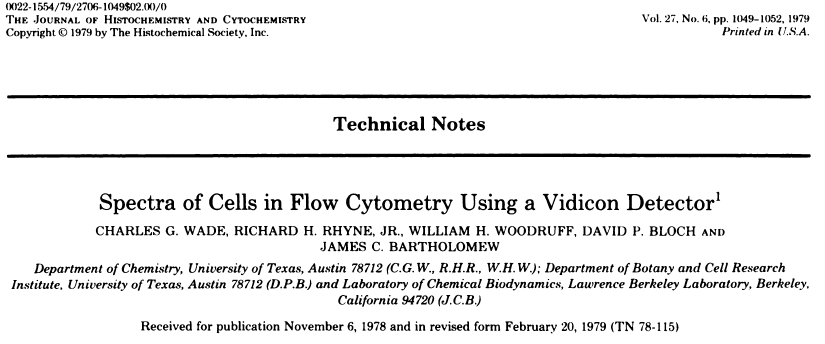 0022-1554/79/2706-1049$02.00/0
THE JOURNAL OF HISTOCHEMISTRY AND CYTOCHEMISTRY
Copyright © 1979 by The Histochemical Society, Inc.
Vol. 27, No. 6, pp. 1049-1052, 1979
Printed in U.S.A.
Technical Notes
Spectra of Cells in Flow Cytometry Using a Vidicon Detector¹
CHARLES G. WADE, RICHARD H. RHYNE, JR., WILLIAM H. WOODRUFF, DAVID P. BLOCH AND
JAMES C. BARTHOLOMEW
Department of Chemistry, University of Texas, Austin 78712 (C.G.W., R.H.R., W.H.W.); Department of Botany and Cell Research
Institute, University of Texas, Austin 78712 (D.P.B.) and Laboratory of Chemical Biodynamics, Lawrence Berkeley Laboratory, Berkeley,
California 94720 (J.C.B.)
Received for publication November 6, 1978 and in revised form February 20, 1979 (TN 78-115)